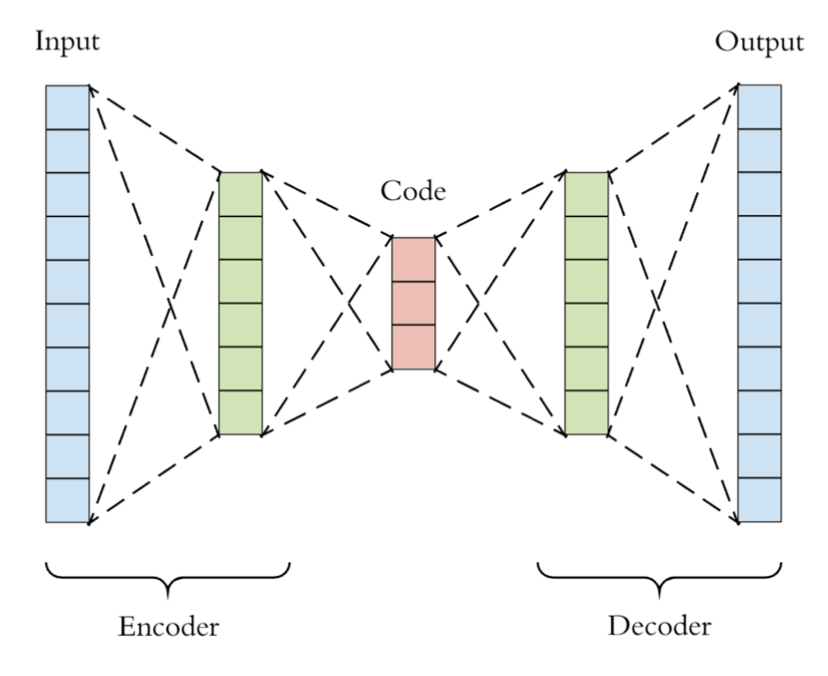 Input
Output
Code
Encoder
Decoder